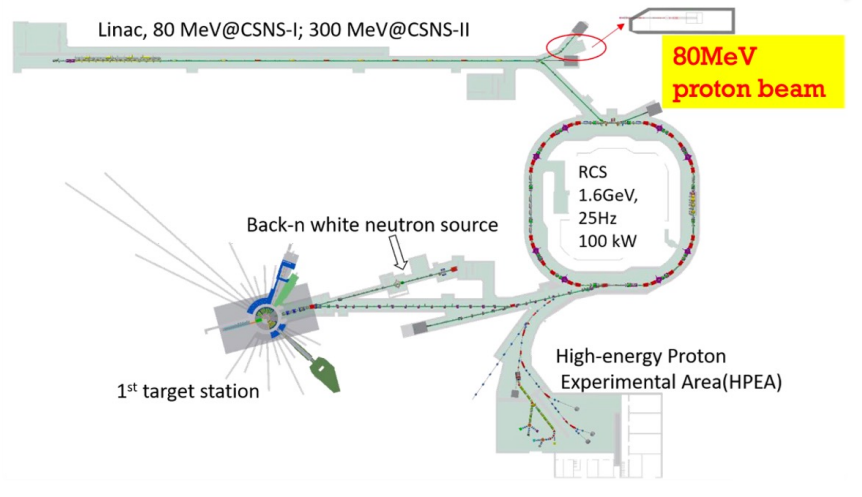 Linac, 80 MeV@CSNS-I; 300 MeV@CSNS-II
80MeV
proton beam
RCS
1.6GeV,
25Hz
100 kW
Back-n white neutron source
High-energy Proton
Experimental Area(HPEA)
1st target station